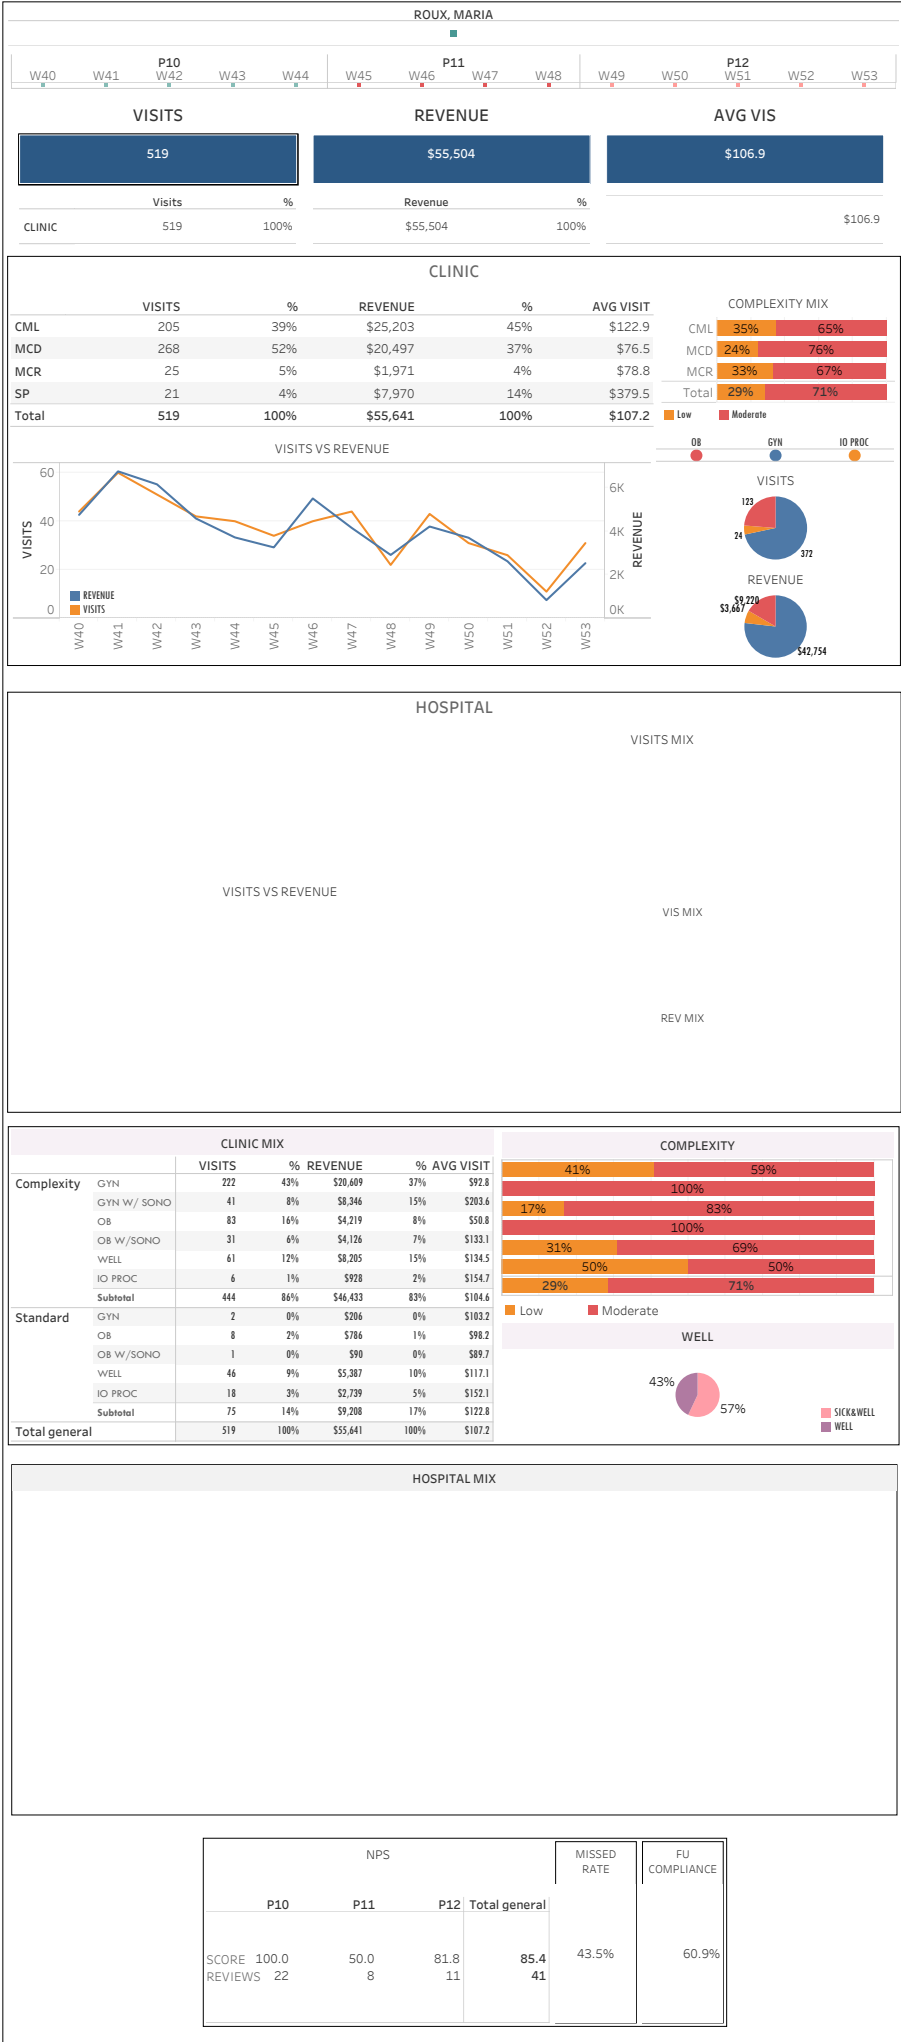 ROUX, MARIA
P10 P11 P12
W40 W41 W42 W43 W44 W45 W46 W47 W48 W49 W50 W51 W52 W53
VISITS REVENUE AVG VIS
519 $55,504 $106.9
Visits % Revenue %
CLINIC 519 100% $55,504 100% $106.9
CLINIC
VISITS % REVENUE % AVG VISIT
CML 205 39% $25,203 45% $122.9
MCD 268 52% $20,497 37% $76.5
MCR 25 5% $1,971 4% $78.8
SP 21 4% $7,970 14% $379.5
Total 519 100% $55,641 100% $107.2
COMPLEXITY MIX
CML 35% 65%
MCD 24% 76%
MCR 33% 67%
Total 29% 71%
Low Moderate
OB GYN IO PROC
VISITS
123
24
372
REVENUE
$9,220
$3,667
$42,754
VISITS VS REVENUE
VISITS
60
40
20
0
REVENUE
6K
4K
2K
0K
REVENUE
VISITS
W40 W41 W42 W43 W44 W45 W46 W47 W48 W49 W50 W51 W52 W53
HOSPITAL
VISITS MIX
VISITS VS REVENUE
VIS MIX
REV MIX
CLINIC MIX
VISITS % REVENUE % AVG VISIT
Complexity GYN 222 43% $20,609 37% $92.8
GYN W/ SONO 41 8% $8,346 15% $203.6
OB 83 16% $4,219 8% $50.8
OB W/SONO 31 6% $4,126 7% $133.1
WELL 61 12% $8,205 15% $134.5
IO PROC 6 1% $928 2% $154.7
Subtotal 444 86% $46,433 83% $104.6
Standard GYN 2 0% $206 0% $103.2
OB 8 2% $786 1% $98.2
OB W/SONO 1 0% $90 0% $89.7
WELL 46 9% $5,387 10% $117.1
IO PROC 18 3% $2,739 5% $152.1
Subtotal 75 14% $9,208 17% $122.8
Total general 519 100% $55,641 100% $107.2
COMPLEXITY
41% 59%
100%
17% 83%
100%
31% 69%
50% 50%
29% 71%
Low Moderate
WELL
43%
57%
SICK&WELL
WELL
HOSPITAL MIX
NPS
P10 P11 P12 Total general
SCORE 100.0 50.0 81.8 85.4
REVIEWS 22 8 11 41
MISSED
RATE
43.5%
FU
COMPLIANCE
60.9%